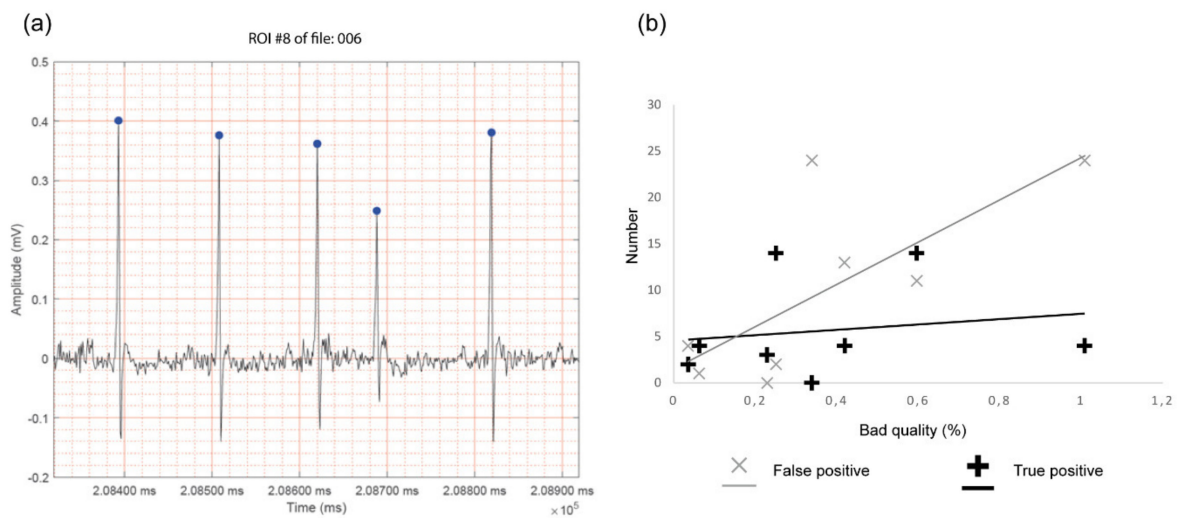 (a)
ROI #8 of file: 006
0.5
0.4
0.3
0.2
0.1
0
-0.1
-0.2
Amplitude (mV)
2.08400 ms 2.08500 ms 2.08600 ms 2.08700 ms 2.08800 ms 2.08900 ms
Time (ms)
× 10⁵
(b)
30
25
20
15
10
5
0
Number
0 0,2 0,4 0,6 0,8 1 1,2
Bad quality (%)
False positive
True positive